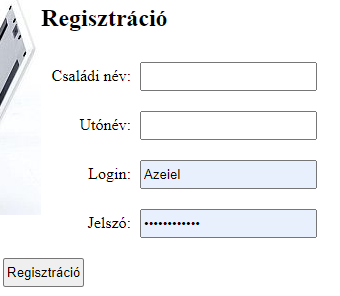 Regisztráció
Családi név:
Utónév:
Login: Azeiel
Jelszó: ••••••••••••
Regisztráció